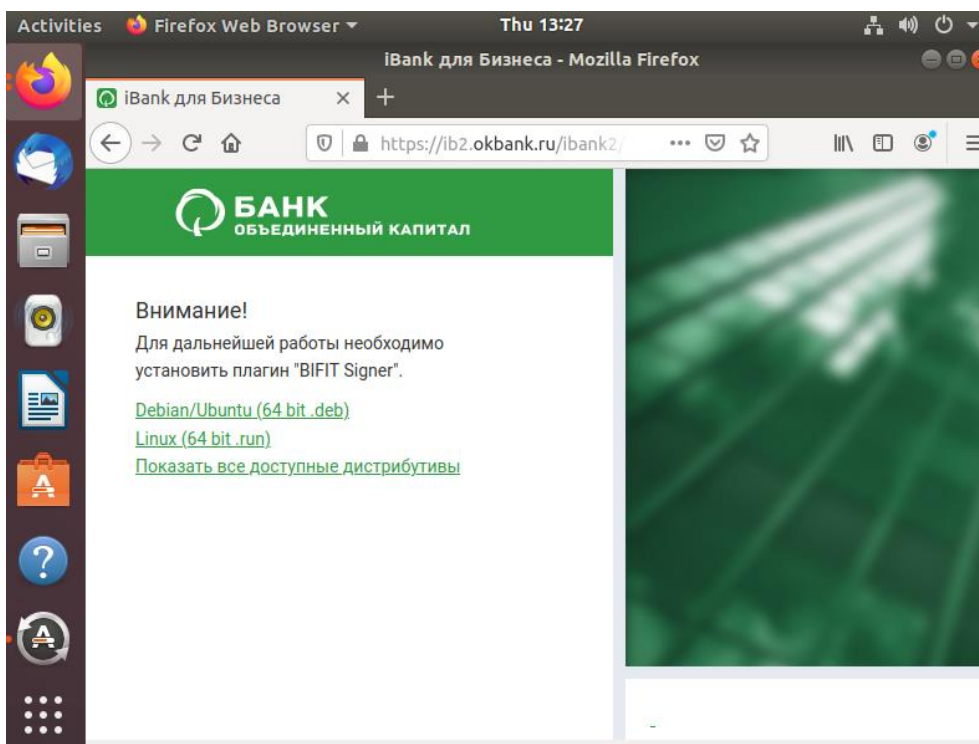 Activities Firefox Web Browser Thu 13:27
iBank для Бизнеса - Mozilla Firefox
iBank для Бизнеса
https://ib2.okbank.ru/ibank2/
БАНК
ОБЪЕДИНЕННЫЙ КАПИТАЛ
Внимание!
Для дальнейшей работы необходимо
установить плагин "BIFIT Signer".
Debian/Ubuntu (64 bit .deb)
Linux (64 bit .run)
Показать все доступные дистрибутивы